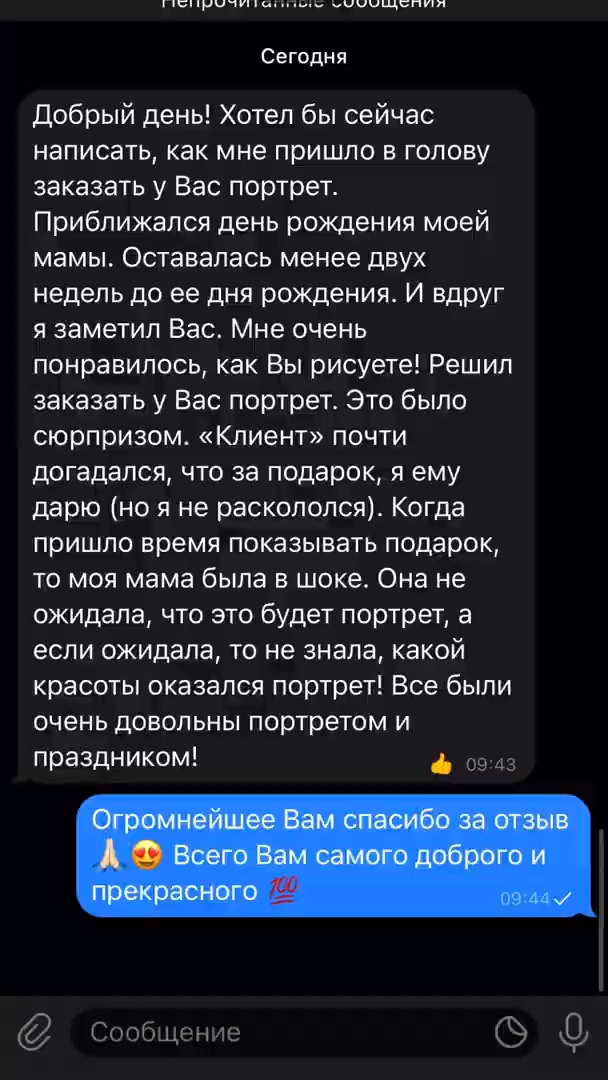 Непрочитанные сообщения
Сегодня
Добрый день! Хотел бы сейчас
написать, как мне пришло в голову
заказать у Вас портрет.
Приближался день рождения моей
мамы. Оставалась менее двух
недель до ее дня рождения. И вдруг
я заметил Вас. Мне очень
понравилось, как Вы рисуете! Решил
заказать у Вас портрет. Это было
сюрпризом. «Клиент» почти
догадался, что за подарок, я ему
дарю (но я не раскололся). Когда
пришло время показывать подарок,
то моя мама была в шоке. Она не
ожидала, что это будет портрет, а
если ожидала, то не знала, какой
красоты оказался портрет! Все были
очень довольны портретом и
праздником!
👍 09:43
Огромнейшее Вам спасибо за отзыв
🙏🏻😍 Всего Вам самого доброго и
прекрасного 💯
09:44
Сообщение